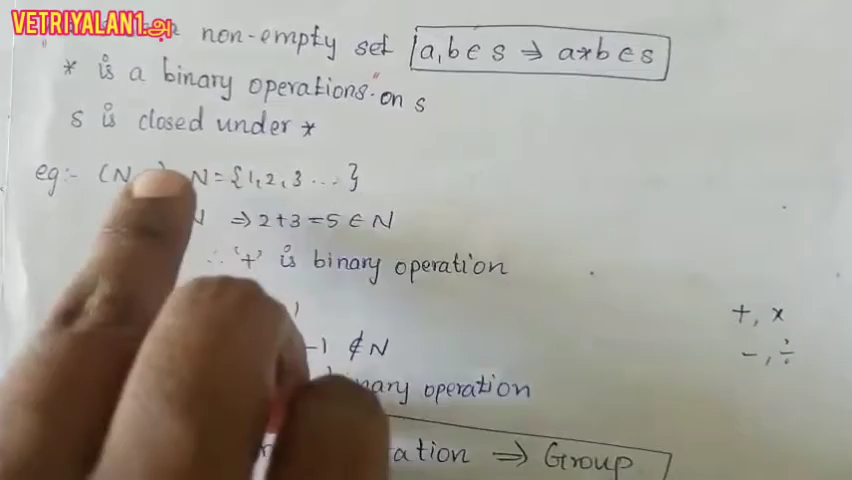 VETRIYALAN1.அ
non-empty set a,b ∈ s ⇒ a*b ∈ s
* is a binary operations." on s
s is closed under *
eg:- (N N = {1,2,3 ... }
N ⇒ 2+3 = 5 ∈ N
∴ '+' is binary operation
+, ×
-1 ∉ N
-, ÷
operation
⇒ Group